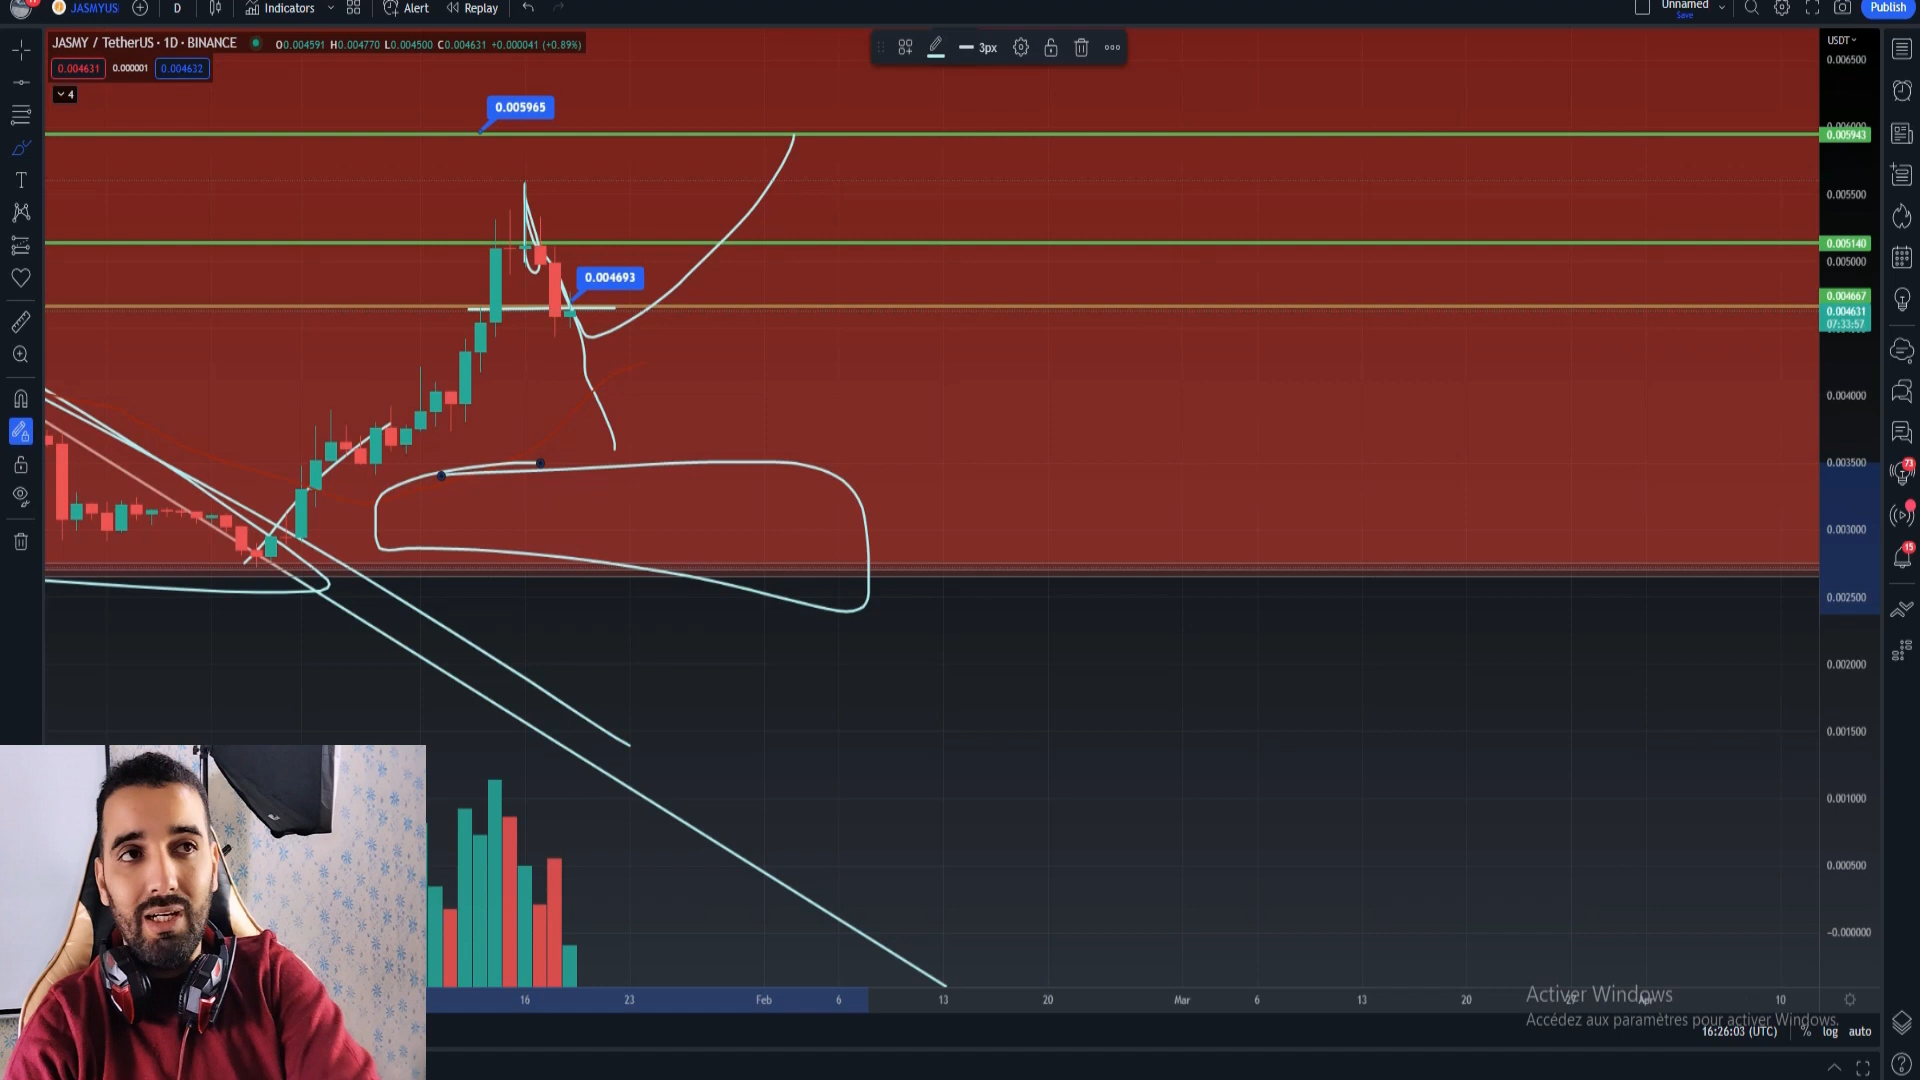 JASMYUS
D
Indicators
Alert
Replay
Unnamed
Save
Publish
JASMY / TetherUS · 1D · BINANCE
O0.004591 H0.004770 L0.004500 C0.004631 +0.000041 (+0.89%)
0.004631 0.000001 0.004632
4
3px
USDT
0.006500
0.005965
0.006000
0.005943
0.005500
0.005140
0.005000
0.004693
0.004667
0.004631
07:33:57
0.004000
0.003500
0.003000
0.002500
0.002000
0.001500
0.001000
0.000500
−0.000000
73
15
16 23 Feb 6 13 20 Mar 6 13 20 27 Apr 10
Activer Windows
Accédez aux paramètres pour activer Windows.
16:26:03 (UTC) % log auto